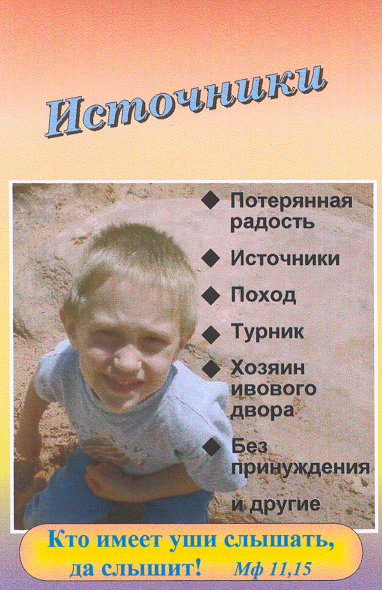 Источники
Потерянная
радость
Источники
Поход
Турник
Хозяин
ивового
двора
Без
принуждения
и другие
Кто имеет уши слышать,
да слышит! Мф 11,15